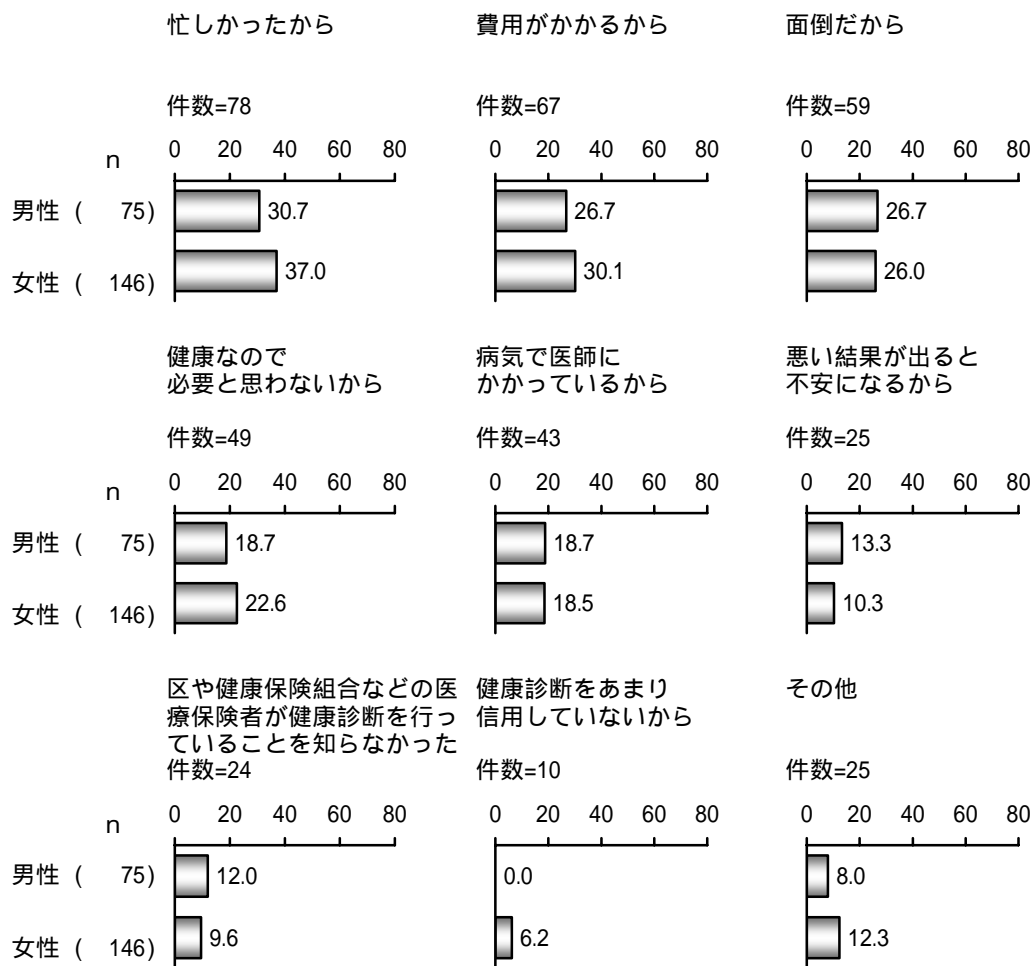 忙しかったから 費用がかかるから 面倒だから
件数=78 件数=67 件数=59
n 0 20 40 60 80 0 20 40 60 80 0 20 40 60 80
男性 ( 75) 30.7 26.7 26.7
女性 ( 146) 37.0 30.1 26.0
健康なので 病気で医師に 悪い結果が出ると
必要と思わないから かかっているから 不安になるから
件数=49 件数=43 件数=25
0 20 40 60 80 0 20 40 60 80 0 20 40 60 80
n
男性 ( 75) 18.7 18.7 13.3
女性 ( 146) 22.6 18.5 10.3
区や健康保険組合などの医 健康診断をあまり その他
療保険者が健康診断を行っ 信用していないから
ていることを知らなかった
件数=24 件数=10 件数=25
0 20 40 60 80 0 20 40 60 80 0 20 40 60 80
n
男性 ( 75) 12.0 0.0 8.0
女性 ( 146) 9.6 6.2 12.3